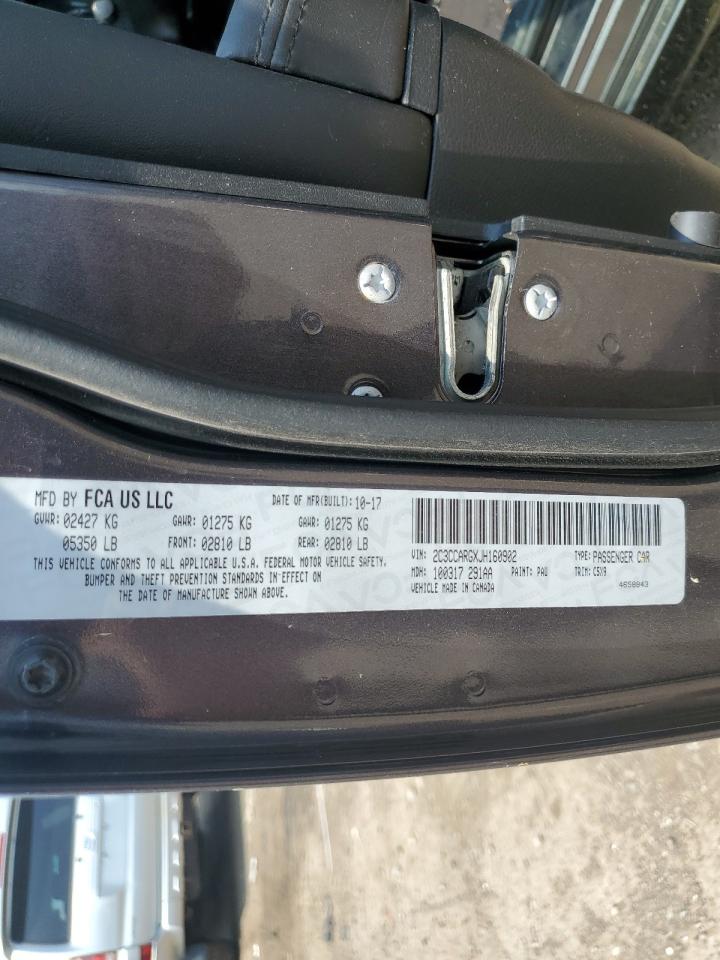 MFD BY FCA US LLC DATE OF MFR(BUILT): 10-17
GVWR: 02427 KG GAWR: 01275 KG GAWR: 01275 KG
05350 LB FRONT: 02810 LB REAR: 02810 LB
THIS VEHICLE CONFORMS TO ALL APPLICABLE U.S.A. FEDERAL MOTOR VEHICLE SAFETY,
BUMPER AND THEFT PREVENTION STANDARDS IN EFFECT ON
THE DATE OF MANUFACTURE SHOWN ABOVE.
VIN: 2C3CCARGXJH160902 TYPE: PASSENGER CAR
MDH: 100317 291AA PAINT: PAU TRIM: C5X9
VEHICLE MADE IN CANADA 4658843